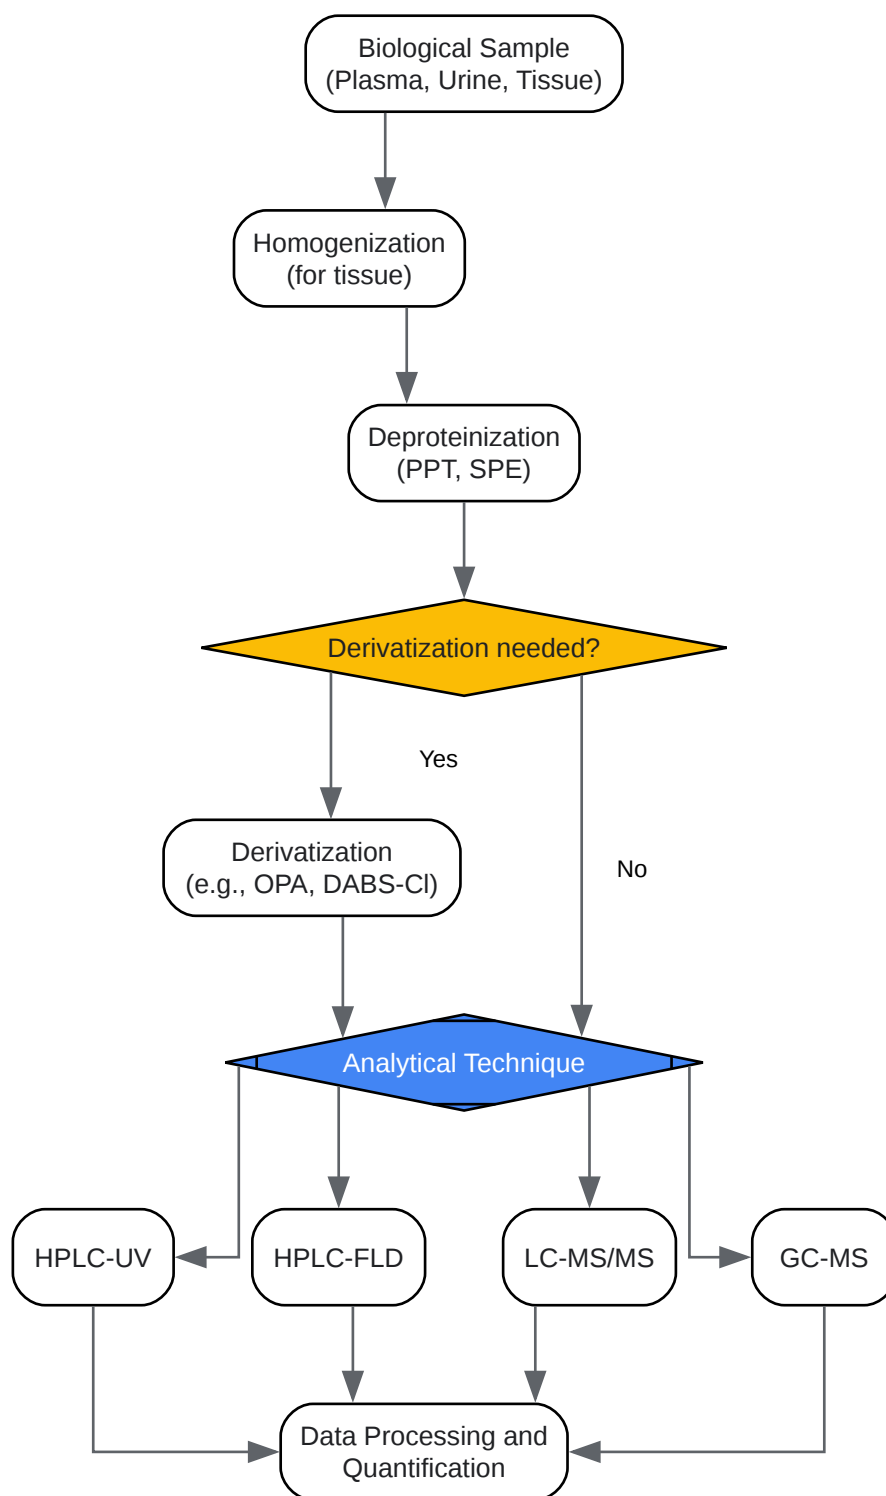 Biological Sample
(Plasma, Urine, Tissue)
Homogenization
(for tissue)
Deproteinization
(PPT, SPE)
Derivatization needed?
Yes
Derivatization
(e.g., OPA, DABS-Cl)
No
Analytical Technique
HPLC-UV
HPLC-FLD
LC-MS/MS
GC-MS
Data Processing and
Quantification